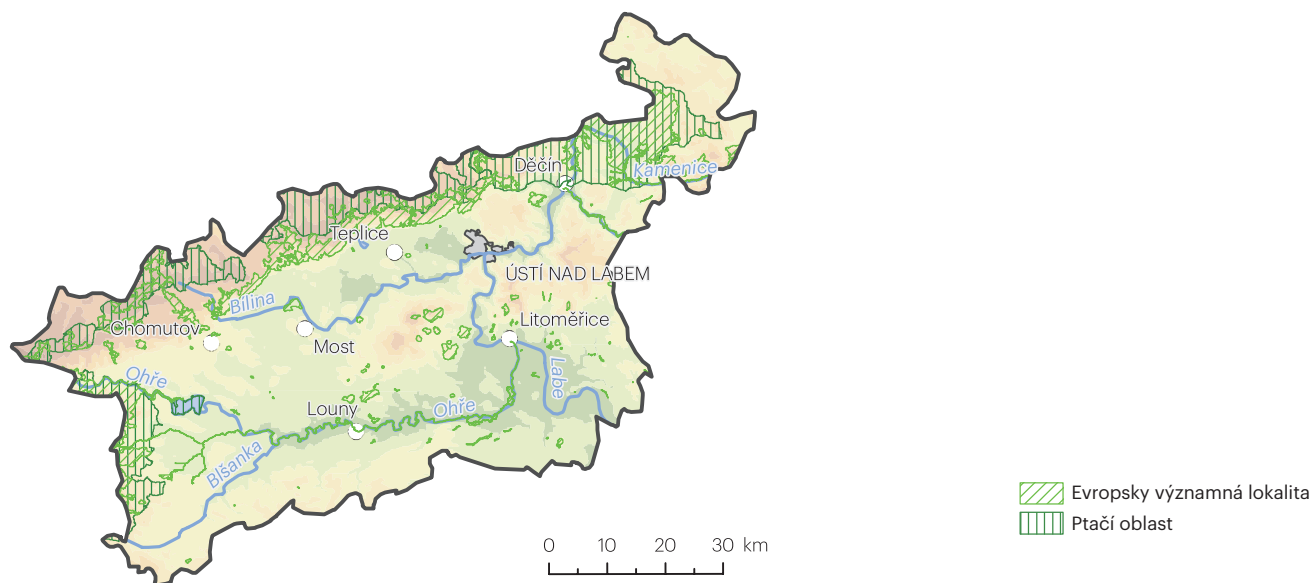 Děčín
Kamenice
Teplice
ÚSTÍ NAD LABEM
Bílina
Chomutov
Most
Litoměřice
Ohře
Labe
Louny
Ohře
Blšanka
Evropsky významná lokalita
Ptačí oblast
0 10 20 30 km